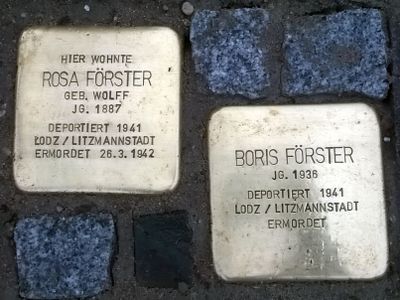 HIER WOHNTE
ROSA FÖRSTER
GEB. WOLFF
JG. 1887
DEPORTIERT 1941
ŁODZ / LITZMANNSTADT
ERMORDET 26.3.1942
BORIS FÖRSTER
JG. 1936
DEPORTIERT 1941
LODZ / LITZMANNSTADT
ERMORDET